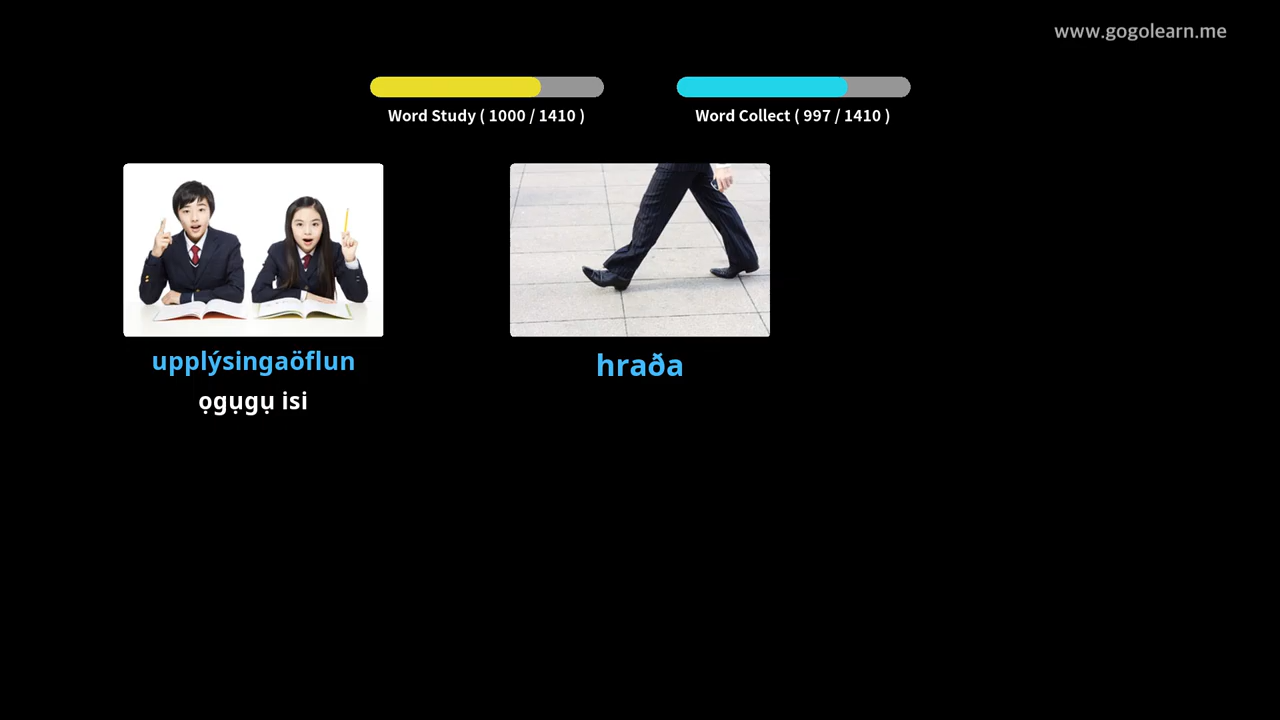 www.gogolearn.me
Word Study ( 1000 / 1410 )
Word Collect ( 997 / 1410 )
upplýsingaöflun
ọgụgụ isi
hraða